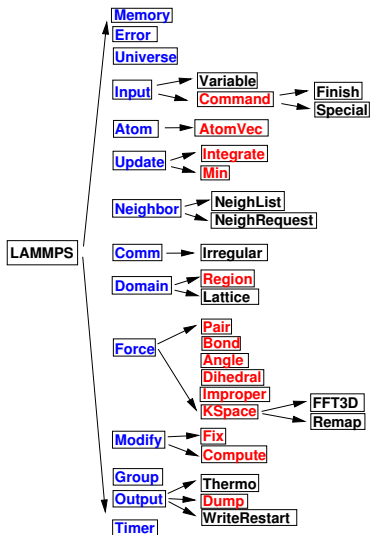 Memory
Error
Universe
Input
Variable
Command
Finish
Special
Atom
AtomVec
Update
Integrate
Min
Neighbor
NeighList
NeighRequest
LAMMPS
Comm
Irregular
Domain
Region
Lattice
Force
Pair
Bond
Angle
Dihedral
Improper
KSpace
FFT3D
Remap
Modify
Fix
Compute
Group
Output
Thermo
Dump
WriteRestart
Timer